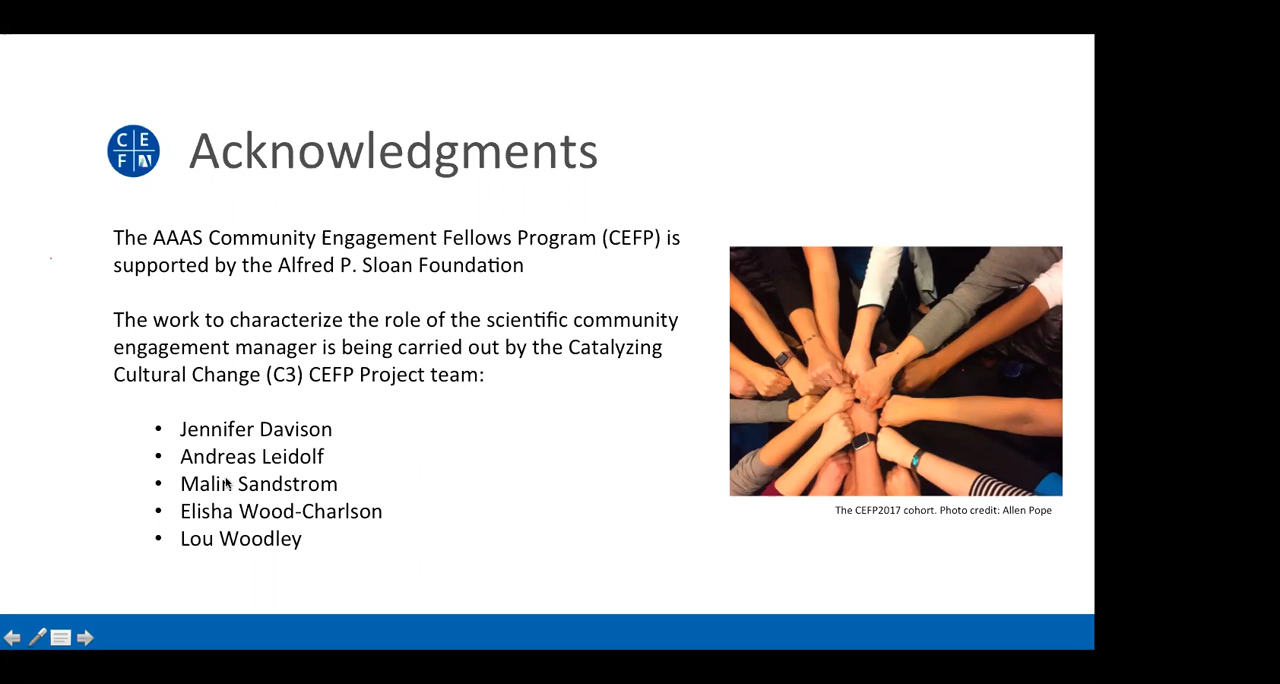 C E
F
Acknowledgments
The AAAS Community Engagement Fellows Program (CEFP) is
supported by the Alfred P. Sloan Foundation
The work to characterize the role of the scientific community
engagement manager is being carried out by the Catalyzing
Cultural Change (C3) CEFP Project team:
• Jennifer Davison
• Andreas Leidolf
• Malin Sandstrom
• Elisha Wood-Charlson
• Lou Woodley
The CEFP2017 cohort. Photo credit: Allen Pope